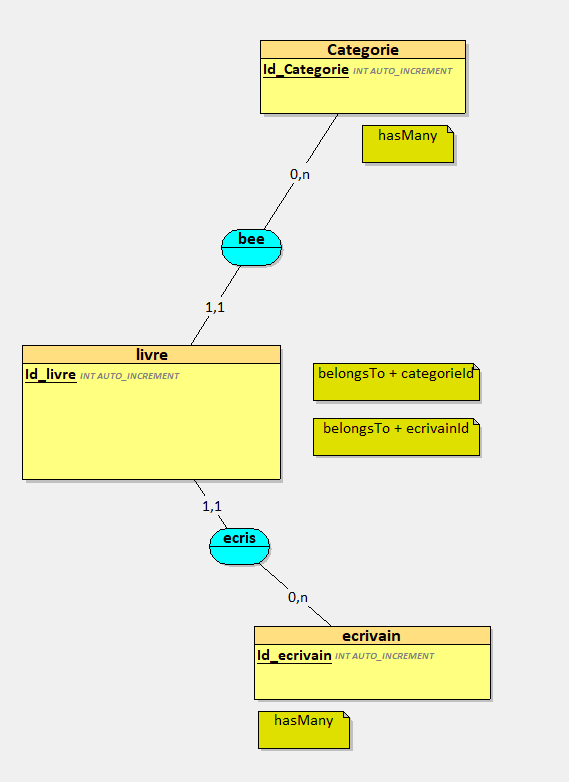 Categorie
Id_Categorie INT AUTO_INCREMENT
hasMany
0,n
bee
1,1
livre
Id_livre INT AUTO_INCREMENT
belongsTo + categorieId
belongsTo + ecrivainId
1,1
ecris
0,n
ecrivain
Id_ecrivain INT AUTO_INCREMENT
hasMany